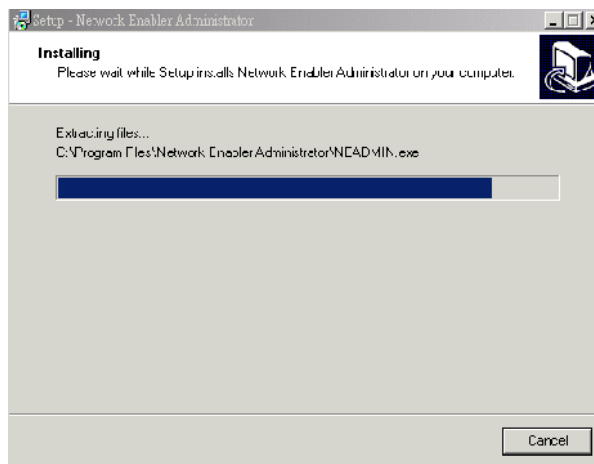 Setup - Network Enabler Administrator
Installing
Please wait while Setup installs Network Enabler Administrator on your computer.
Extracting files...
C:\Program Files\Network Enabler Administrator\NEADMIN.exe
Cancel